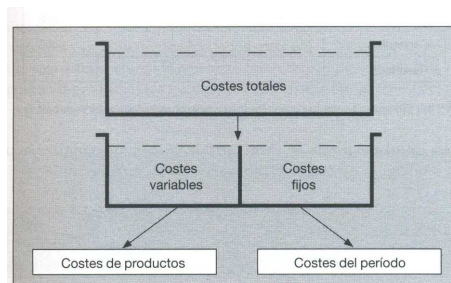 Costes totales
Costes
variables
Costes
fijos
Costes de productos
Costes del período